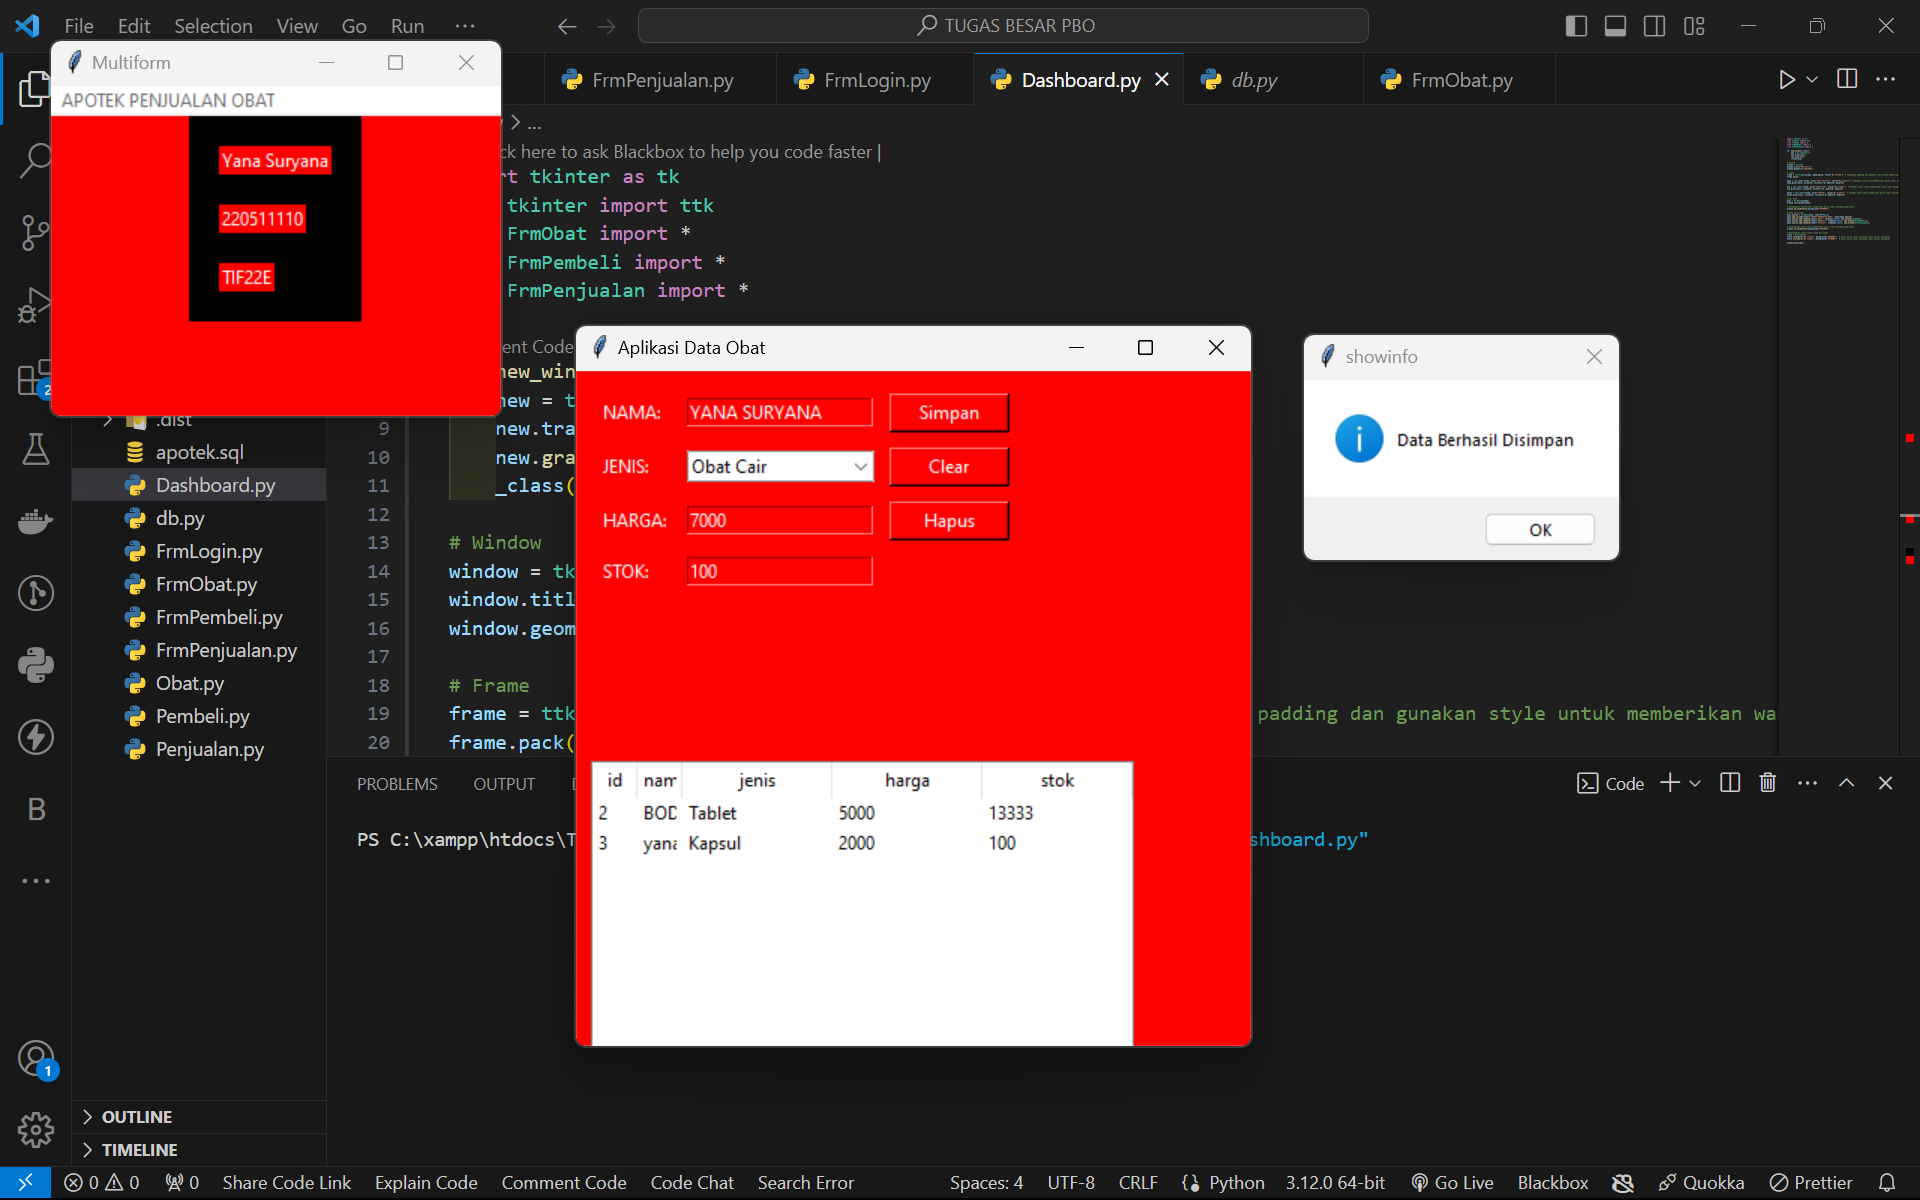 File Edit Selection View Go Run ···
TUGAS BESAR PBO
Multiform
APOTEK PENJUALAN OBAT
Yana Suryana
220511110
TIF22E
FrmPenjualan.py
FrmLogin.py
Dashboard.py
db.py
FrmObat.py
> ...
ck here to ask Blackbox to help you code faster |
rt tkinter as tk
tkinter import ttk
FrmObat import *
FrmPembeli import *
FrmPenjualan import *
ent Code
new_win
new = t
9 new.tra
10 new.gra
11 _class(
12
13 # Window
14 window = tk
15 window.titl
16 window.geom
17
18 # Frame
19 frame = ttk
padding dan gunakan style untuk memberikan wa
20 frame.pack(
.dist
apotek.sql
Dashboard.py
db.py
FrmLogin.py
FrmObat.py
FrmPembeli.py
FrmPenjualan.py
Obat.py
Pembeli.py
Penjualan.py
OUTLINE
TIMELINE
Aplikasi Data Obat
NAMA: YANA SURYANA Simpan
JENIS: Obat Cair Clear
HARGA: 7000 Hapus
STOK: 100
id nam jenis harga stok
2 BOD Tablet 5000 13333
3 yana Kapsul 2000 100
showinfo
Data Berhasil Disimpan
OK
PROBLEMS OUTPUT
Code
PS C:\xampp\htdocs\T
shboard.py"
2
B
1
0 0 0 Share Code Link Explain Code Comment Code Code Chat Search Error
Spaces: 4 UTF-8 CRLF Python 3.12.0 64-bit Go Live Blackbox Quokka Prettier